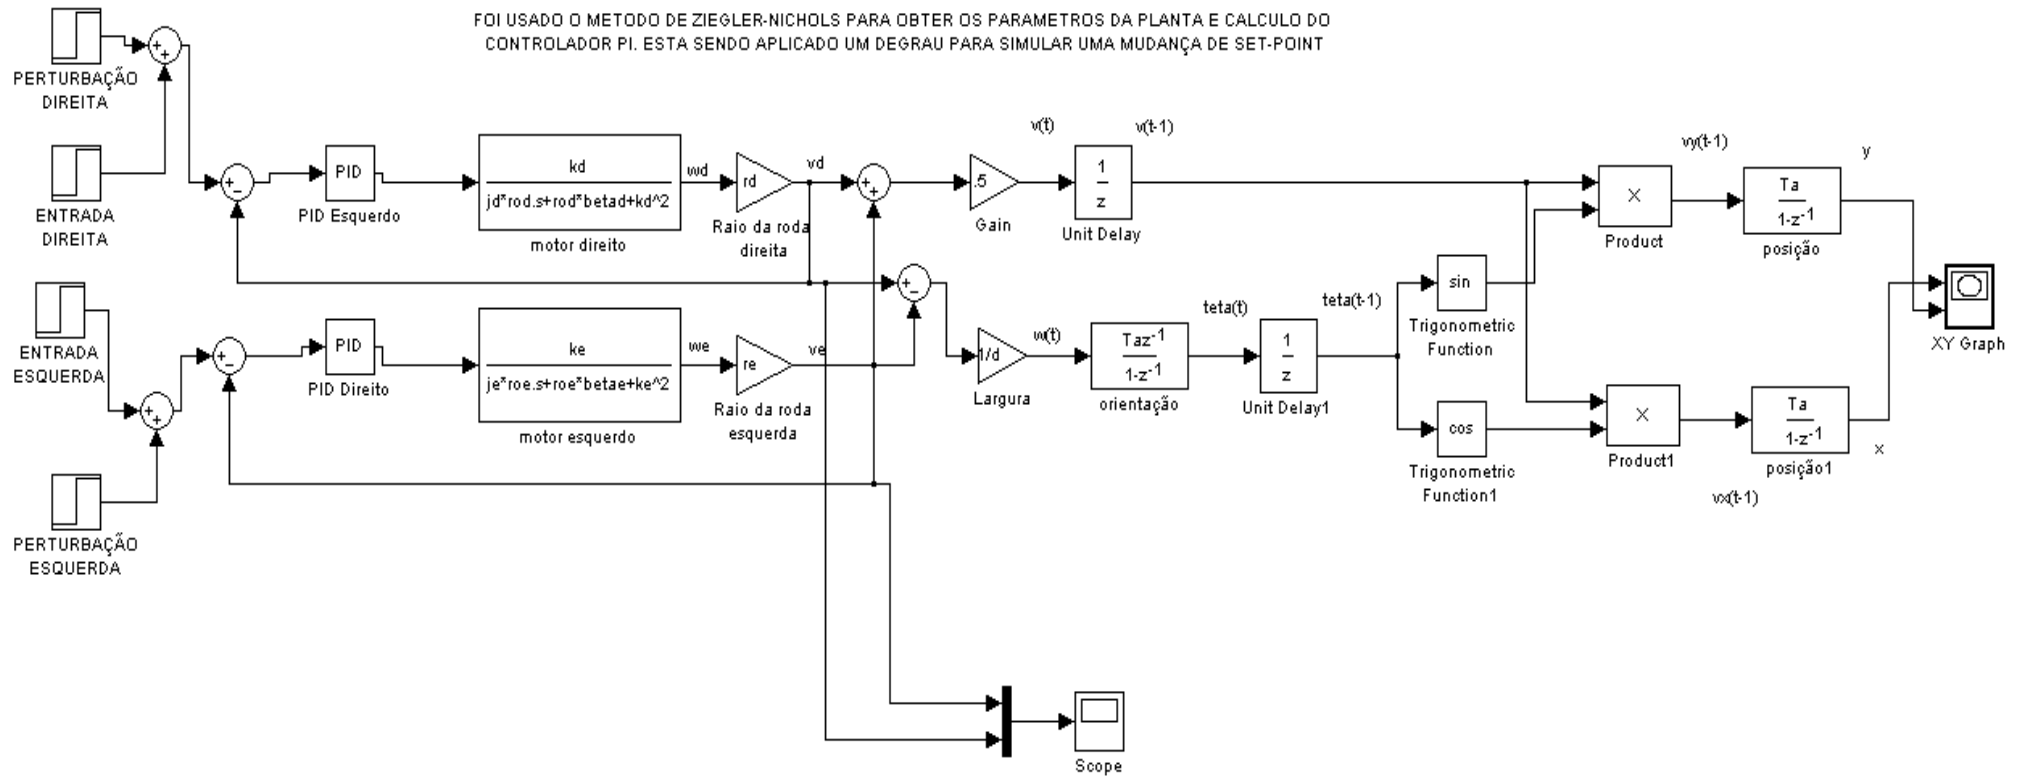 FOI USADO O METODO DE ZIEGLER-NICHOLS PARA OBTER OS PARAMETROS DA PLANTA E CALCULO DO
CONTROLADOR PI. ESTA SENDO APLICADO UM DEGRAU PARA SIMULAR UMA MUDANÇA DE SET-POINT
PERTURBAÇÃO
DIREITA
ENTRADA
DIREITA
PID
PID Esquerdo
kd
jd*rod.s+rod*betad+kd^2
motor direito
wd
rd
Raio da roda
direita
vd
.5
Gain
v(t)
1
z
Unit Delay
v(t-1)
X
Product
vy(t-1)
Ta
1-z-1
posição
y
XY Graph
ENTRADA
ESQUERDA
PID
PID Direito
ke
je*roe.s+roe*betae+ke^2
motor esquerdo
we
re
Raio da roda
esquerda
ve
1/d
Largura
w(t)
Taz-1
1-z-1
orientação
teta(t)
1
z
Unit Delay1
teta(t-1)
sin
Trigonometric
Function
cos
Trigonometric
Function1
X
Product1
vx(t-1)
Ta
1-z-1
posição1
x
PERTURBAÇÃO
ESQUERDA
Scope